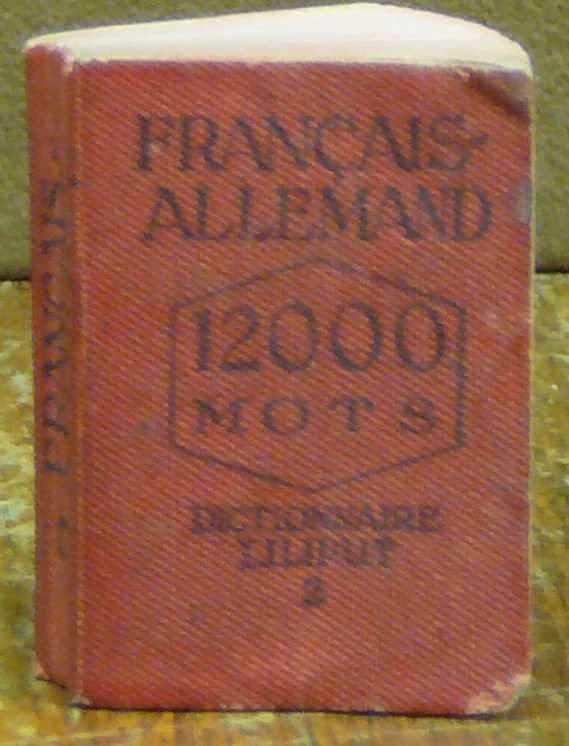 FRANÇAIS-
ALLEMAND
12000
MOTS
DICTIONNAIRE
LILIPUT
2
FRANÇAIS